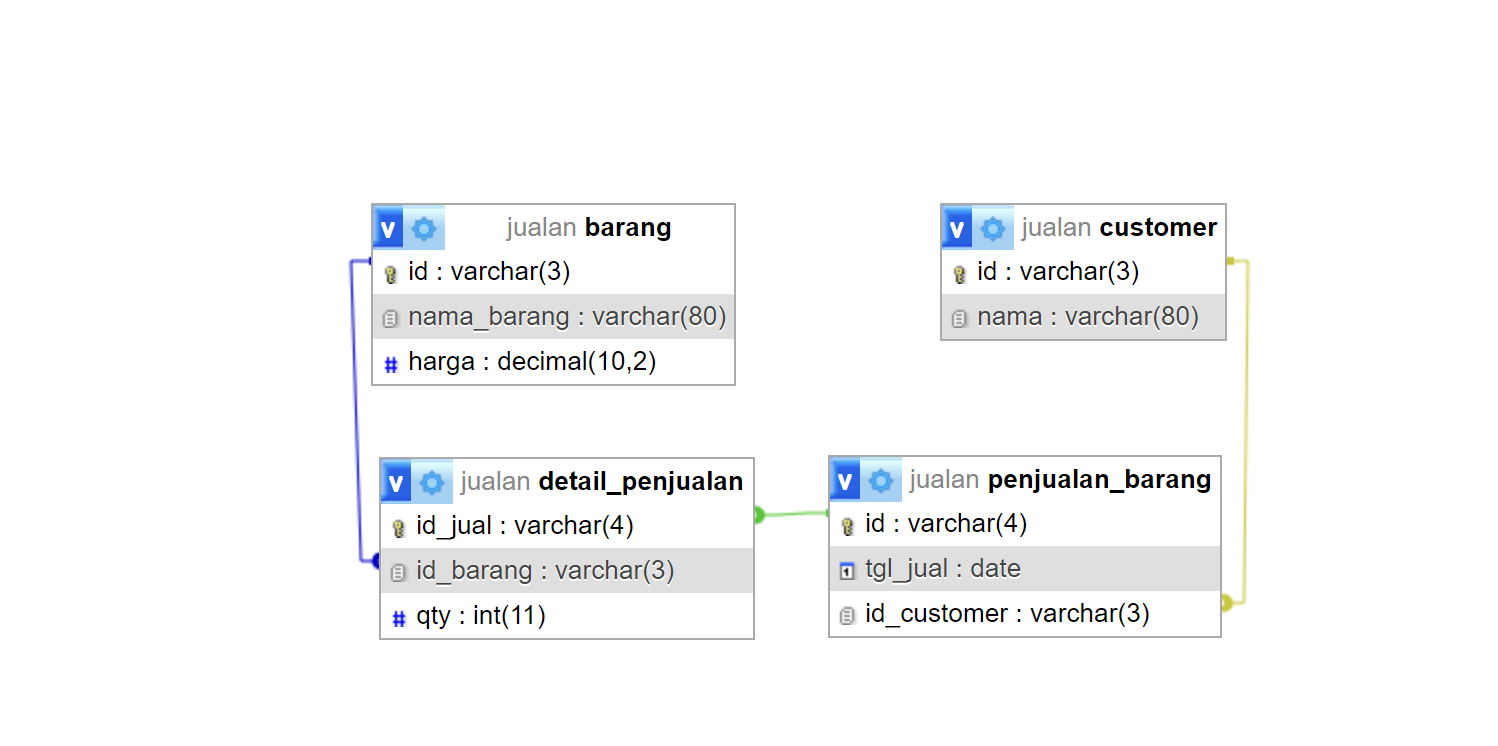 v jualan barang
id : varchar(3)
nama_barang : varchar(80)
# harga : decimal(10,2)
v jualan customer
id : varchar(3)
nama : varchar(80)
v jualan detail_penjualan
id_jual : varchar(4)
id_barang : varchar(3)
# qty : int(11)
v jualan penjualan_barang
id : varchar(4)
1 tgl_jual : date
id_customer : varchar(3)